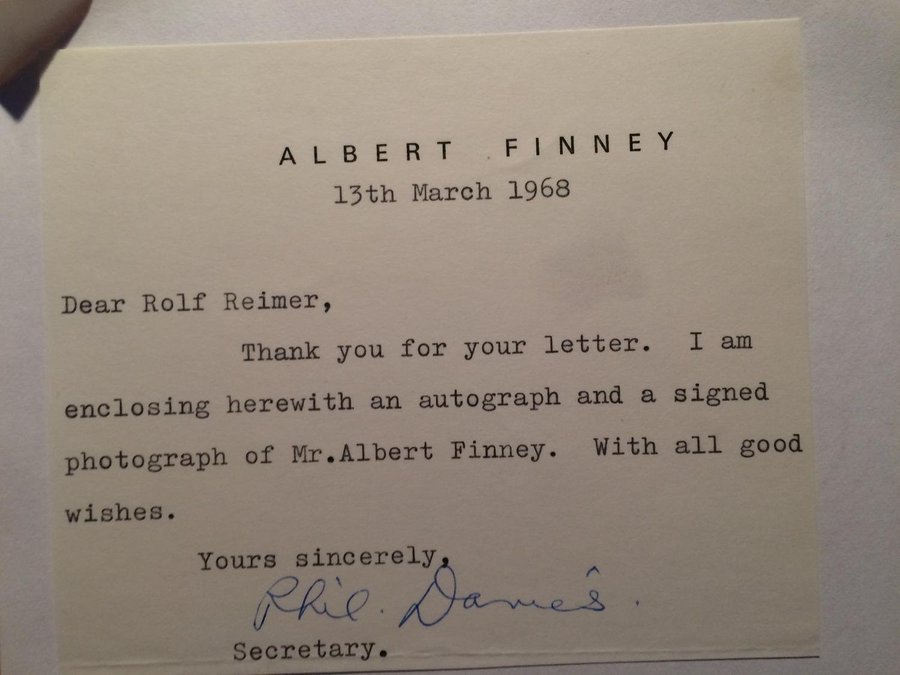 ALBERT FINNEY
13th March 1968
Dear Rolf Reimer,
Thank you for your letter. I am
enclosing herewith an autograph and a signed
photograph of Mr.Albert Finney. With all good
wishes.
Yours sincerely,
Phil.
Secretary.